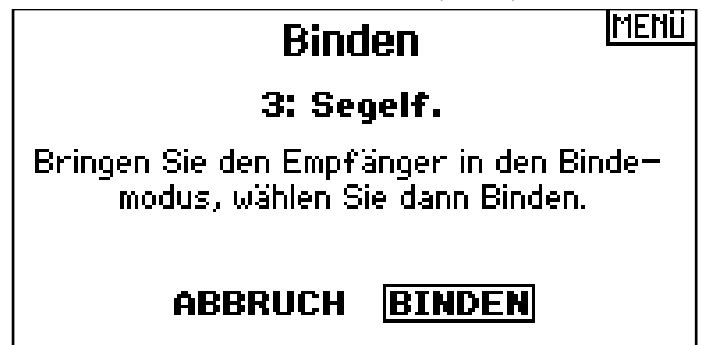 Binden
MENÜ
3: Segelf.
Bringen Sie den Empfänger in den Binde-
modus, wählen Sie dann Binden.
ABBRUCH BINDEN